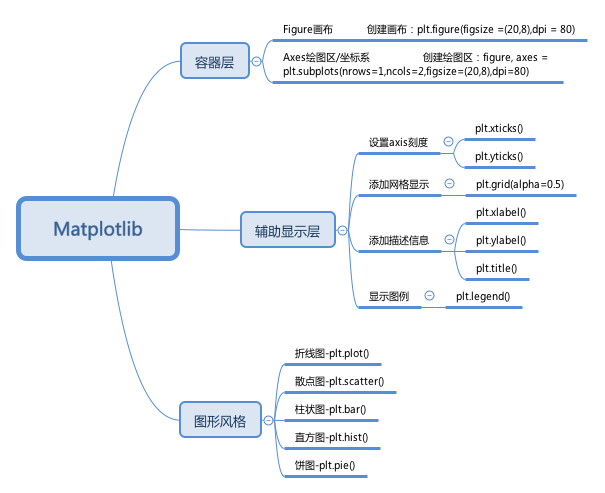 Matplotlib
容器层
Figure画布 创建画布：plt.figure(figsize =(20,8),dpi = 80)
Axes绘图区/坐标系 创建绘图区：figure, axes =
plt.subplots(nrows=1,ncols=2,figsize=(20,8),dpi=80)
辅助显示层
设置axis刻度
plt.xticks()
plt.yticks()
添加网格显示
plt.grid(alpha=0.5)
添加描述信息
plt.xlabel()
plt.ylabel()
plt.title()
显示图例
plt.legend()
图形风格
折线图-plt.plot()
散点图-plt.scatter()
柱状图-plt.bar()
直方图-plt.hist()
饼图-plt.pie()